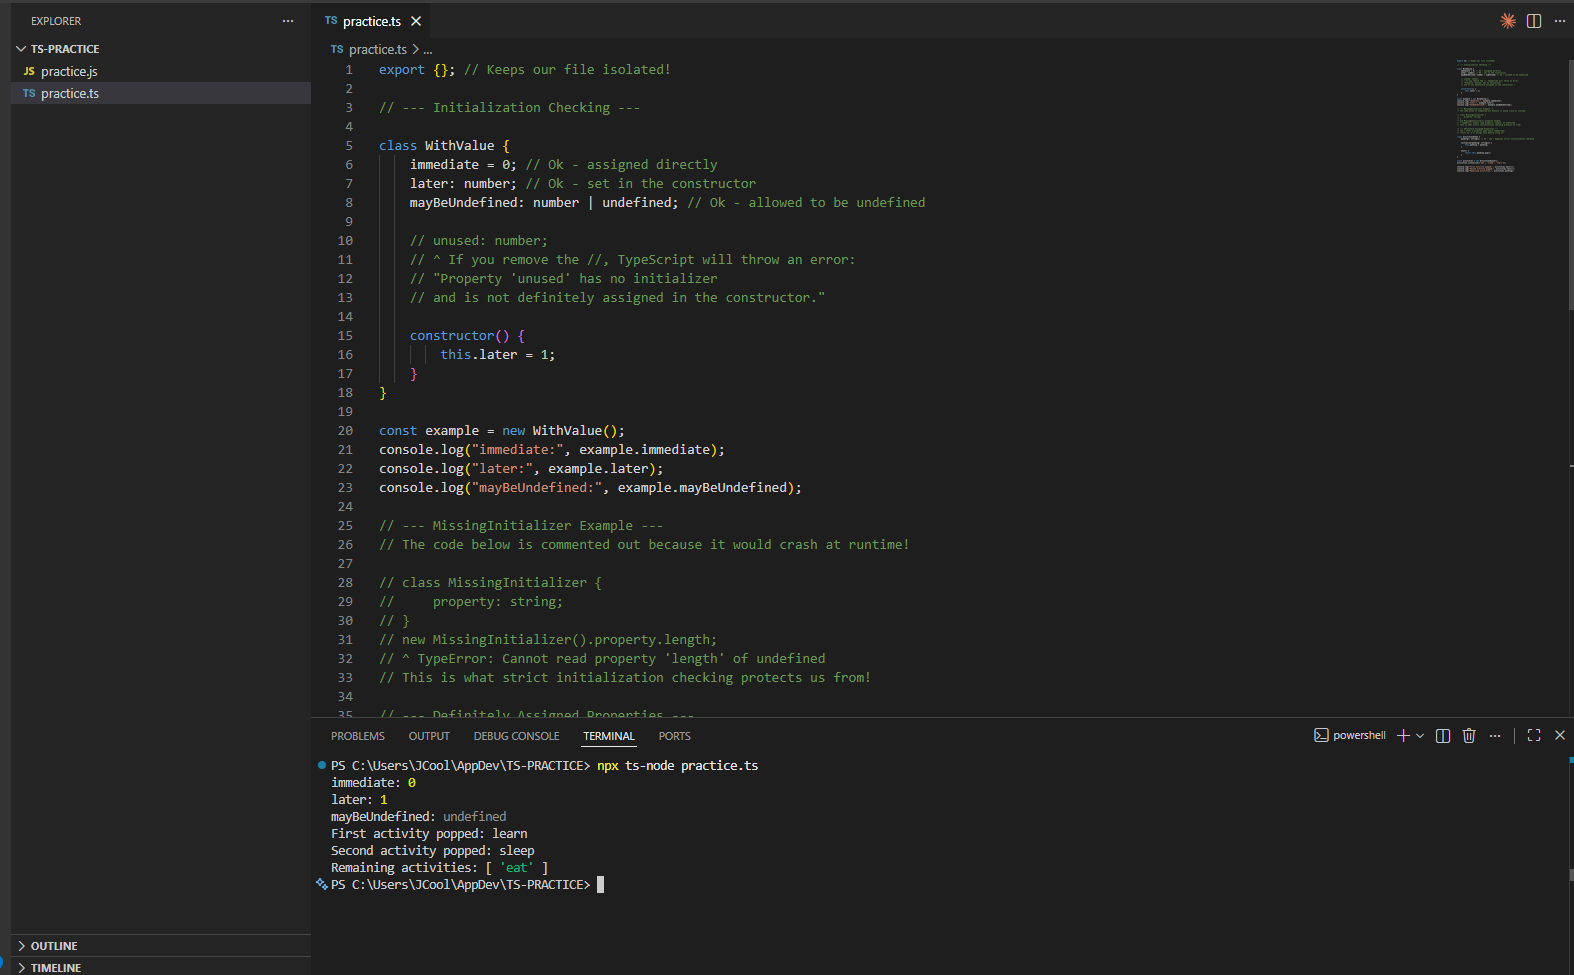 EXPLORER
TS-PRACTICE
JS practice.js
TS practice.ts
OUTLINE
TIMELINE
TS practice.ts
TS practice.ts > ...
1 export {}; // Keeps our file isolated!
2
3 // --- Initialization Checking ---
4
5 class WithValue {
6 immediate = 0; // Ok - assigned directly
7 later: number; // Ok - set in the constructor
8 mayBeUndefined: number | undefined; // Ok - allowed to be undefined
9
10 // unused: number;
11 // ^ If you remove the //, TypeScript will throw an error:
12 // "Property 'unused' has no initializer
13 // and is not definitely assigned in the constructor."
14
15 constructor() {
16 this.later = 1;
17 }
18 }
19
20 const example = new WithValue();
21 console.log("immediate:", example.immediate);
22 console.log("later:", example.later);
23 console.log("mayBeUndefined:", example.mayBeUndefined);
24
25 // --- MissingInitializer Example ---
26 // The code below is commented out because it would crash at runtime!
27
28 // class MissingInitializer {
29 //     property: string;
30 // }
31 // new MissingInitializer().property.length;
32 // ^ TypeError: Cannot read property 'length' of undefined
33 // This is what strict initialization checking protects us from!
34
35 // --- Definitely Assigned Properties ---
PROBLEMS OUTPUT DEBUG CONSOLE TERMINAL PORTS
powershell
PS C:\Users\JCool\AppDev\TS-PRACTICE> npx ts-node practice.ts
immediate: 0
later: 1
mayBeUndefined: undefined
First activity popped: learn
Second activity popped: sleep
Remaining activities: [ 'eat' ]
PS C:\Users\JCool\AppDev\TS-PRACTICE>